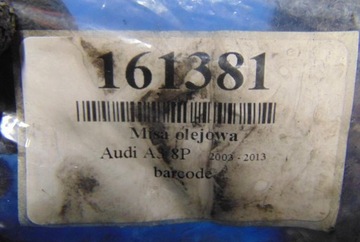 161381
Misa olejowa
Audi A3 8P 2003 - 2013
barcode